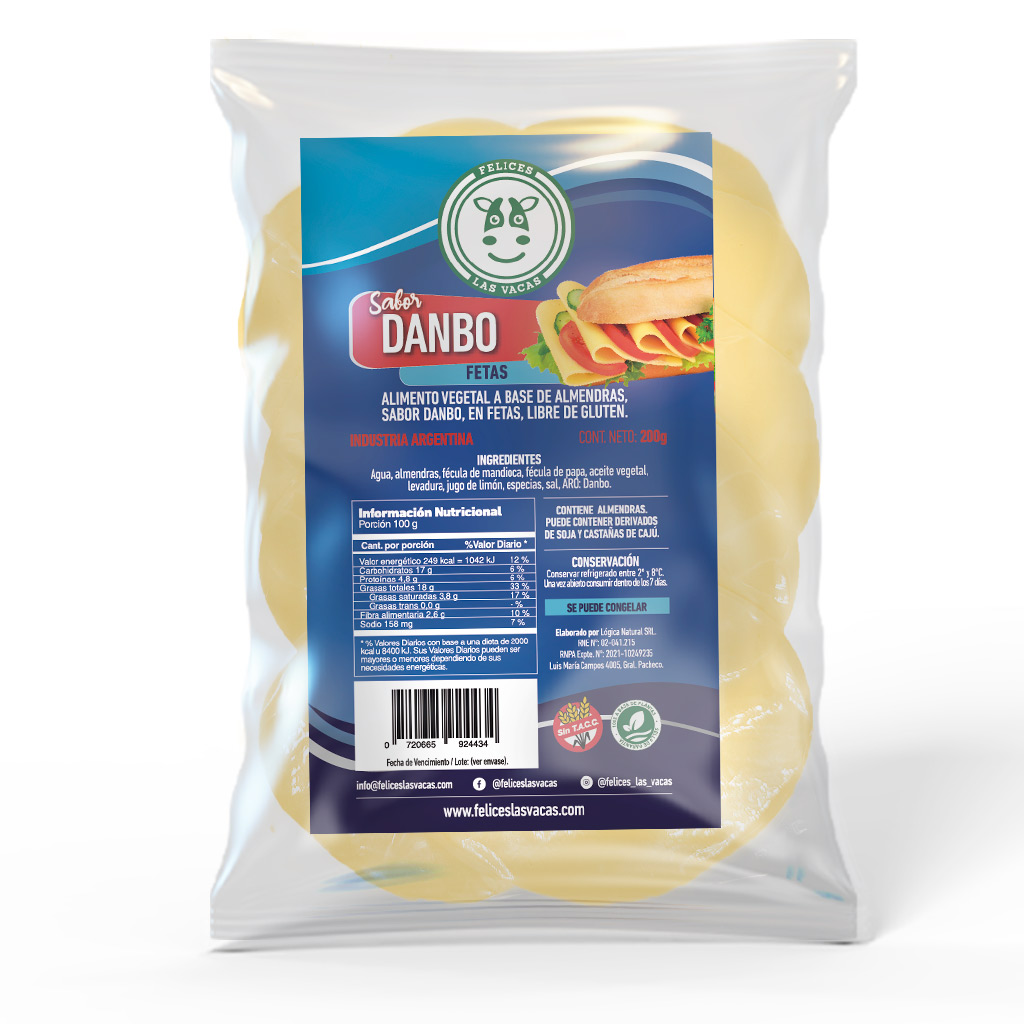 FELICES
LAS VACAS
Sabor
DANBO
FETAS
ALIMENTO VEGETAL A BASE DE ALMENDRAS,
SABOR DANBO, EN FETAS, LIBRE DE GLUTEN.
INDUSTRIA ARGENTINA
CONT. NETO: 200g
INGREDIENTES
Agua, almendras, fécula de mandioca, fécula de papa, aceite vegetal,
levadura, jugo de limón, especias, sal, ARO: Danbo.
Información Nutricional
Porción 100 g
Cant. por porción %Valor Diario *
Valor energético 249 kcal = 1042 kJ 12 %
Carbohidratos 17 g 6 %
Proteínas 4,8 g 6 %
Grasas totales 18 g 33 %
Grasas saturadas 3,8 g 17 %
Grasas trans 0,0 g - %
Fibra alimentaria 2,6 g 10 %
Sodio 158 mg 7 %
* % Valores Diarios con base a una dieta de 2000
kcal u 8400 kJ. Sus Valores Diarios pueden ser
mayores o menores dependiendo de sus
necesidades energéticas.
CONTIENE ALMENDRAS.
PUEDE CONTENER DERIVADOS
DE SOJA Y CASTAÑAS DE CAJÚ.
CONSERVACIÓN
Conservar refrigerado entre 2° y 8°C.
Una vez abierto consumir dentro de los 7 días.
SE PUEDE CONGELAR
Elaborado por Lógica Natural SRL.
RNE N°: 02-041.215
RNPA Expte. N°: 2021-10249235
Luis María Campos 4005, Gral. Pacheco.
0 720665 924434
Fecha de Vencimiento / Lote: (ver envase).
Sin T.A.C.C.
info@feliceslasvacas.com
@feliceslasvacas
@felices_las_vacas
www.feliceslasvacas.com